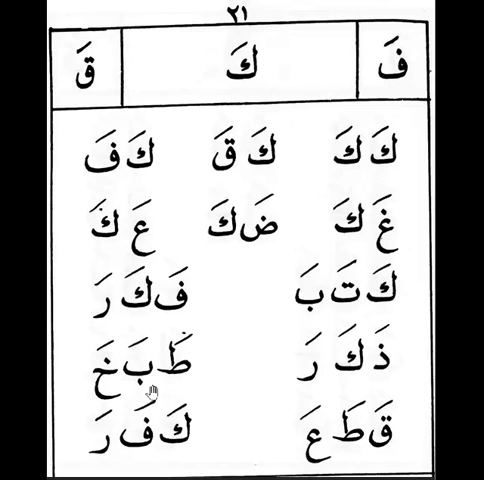 ٢١
فَ كَ قَ
كَ كَ كَ قَ كَ فَ
غَ كَ ضَ كَ عَ كَ
كَ تَ بَ فَ كَ رَ
ذَ كَ رَ طَ بَ خَ
قَ طَ عَ كَ فَ رَ